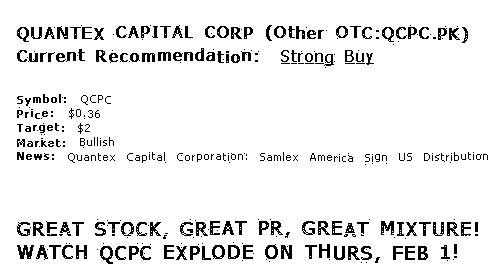 QUANTEX CAPITAL CORP (Other OTC:QCPC.PK)
Current Recommendation: Strong Buy
Symbol: QCPC
Price: $0,36
Target: $2
Market: Bullish
News: Quantex Capital Corporation: Samlex America Sign US Distribution
GREAT STOCK, GREAT PR, GREAT MIXTURE!
WATCH QCPC EXPLODE ON THURS, FEB 1!